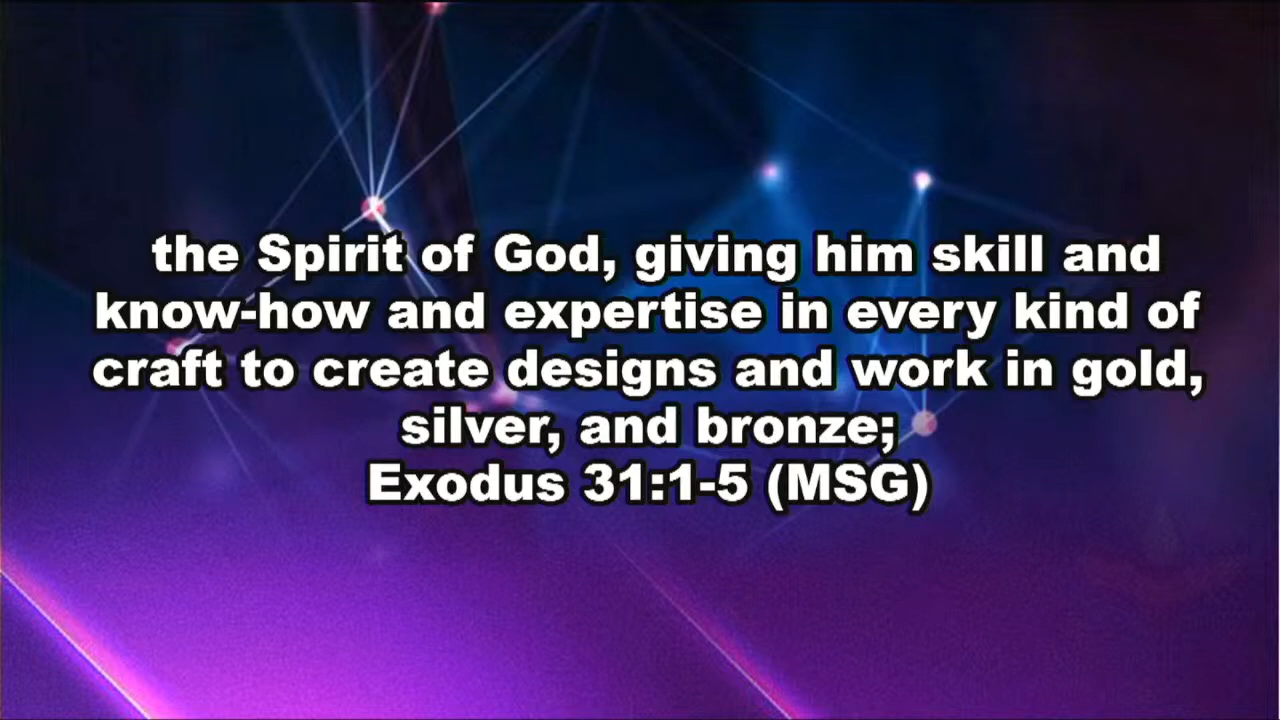 the Spirit of God, giving him skill and
know-how and expertise in every kind of
craft to create designs and work in gold,
silver, and bronze;
Exodus 31:1-5 (MSG)